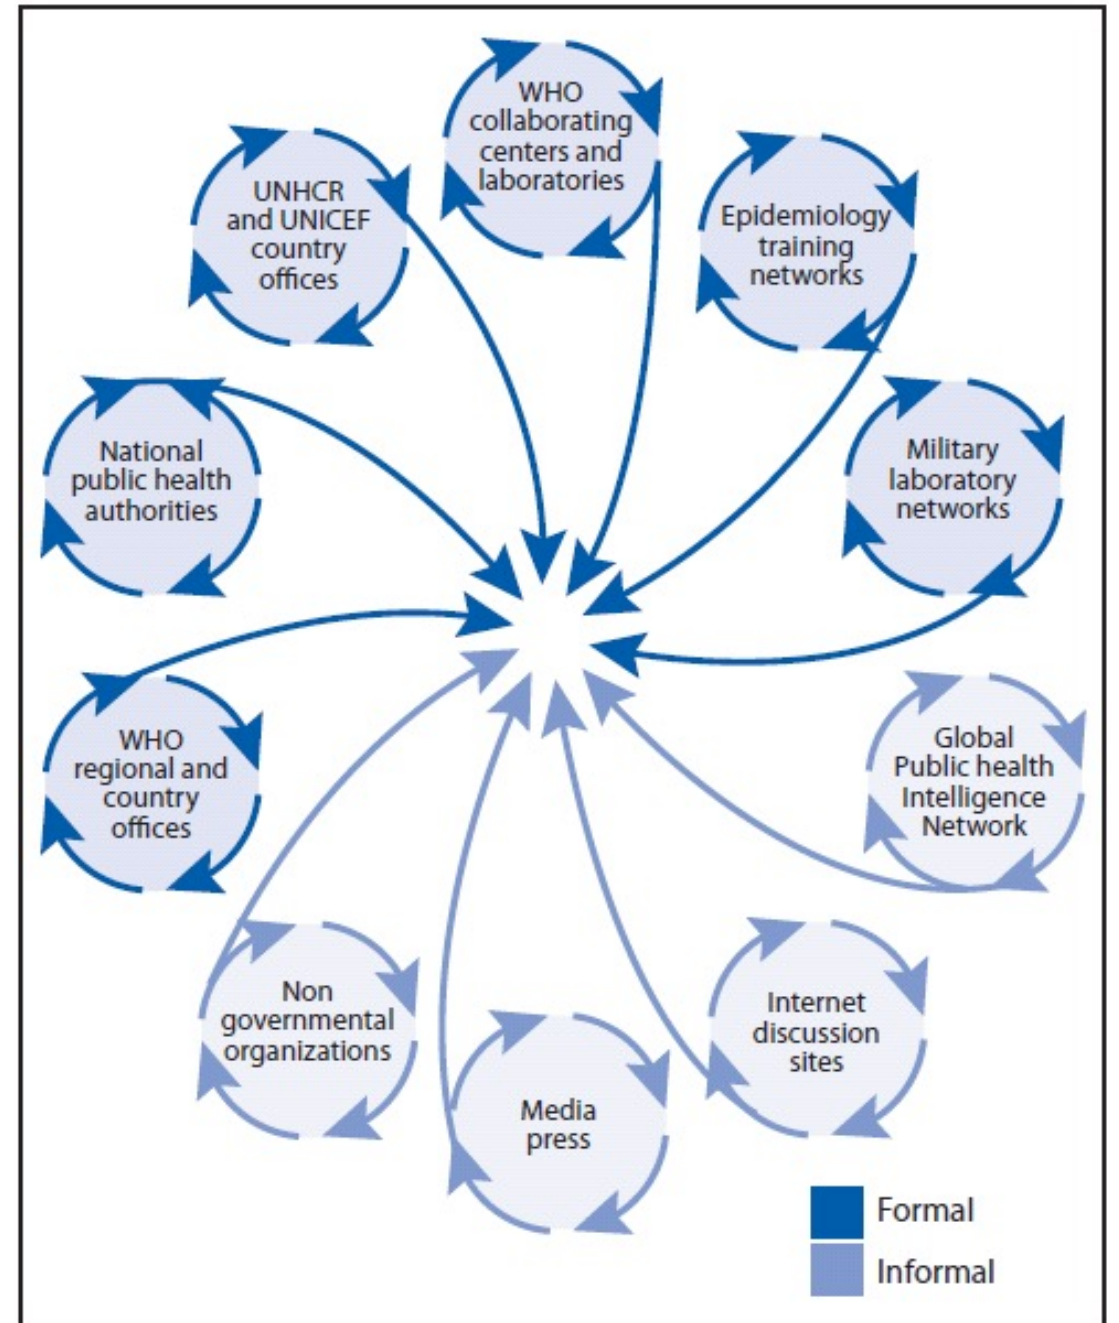 WHO
collaborating
centers and
laboratories
UNHCR
and UNICEF
country
offices
Epidemiology
training
networks
National
public health
authorities
Military
laboratory
networks
WHO
regional and
country
offices
Global
Public health
Intelligence
Network
Non
governmental
organizations
Internet
discussion
sites
Media
press
Formal
Informal